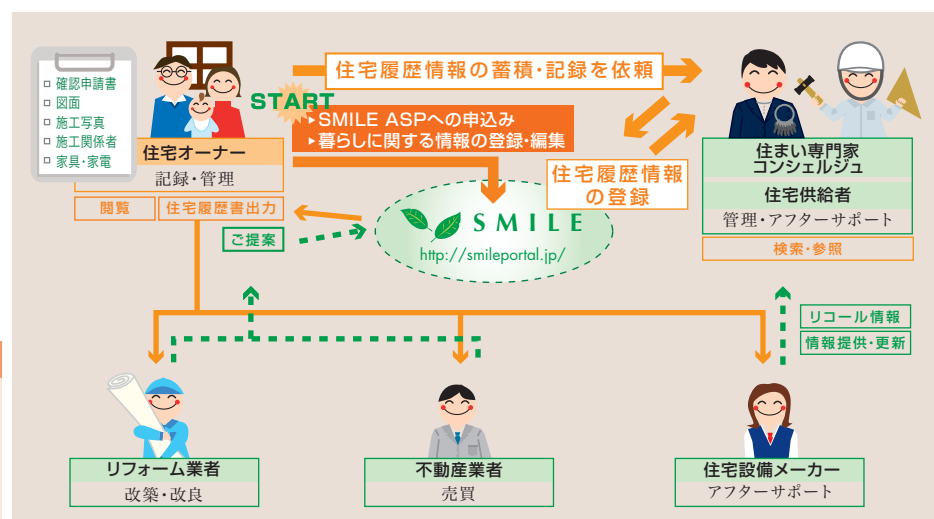 確認申請書
図面
施工写真
施工関係者
家具・家電
START
住宅履歴情報の蓄積・記録を依頼
▶SMILE ASPへの申込み
▶暮らしに関する情報の登録・編集
住宅オーナー
記録・管理
閲覧
住宅履歴書出力
ご提案
住宅履歴情報
の登録
SMILE
http://smileportal.jp/
住まい専門家
コンシェルジュ
住宅供給者
管理・アフターサポート
検索・参照
リコール情報
情報提供・更新
リフォーム業者
改築・改良
不動産業者
売買
住宅設備メーカー
アフターサポート